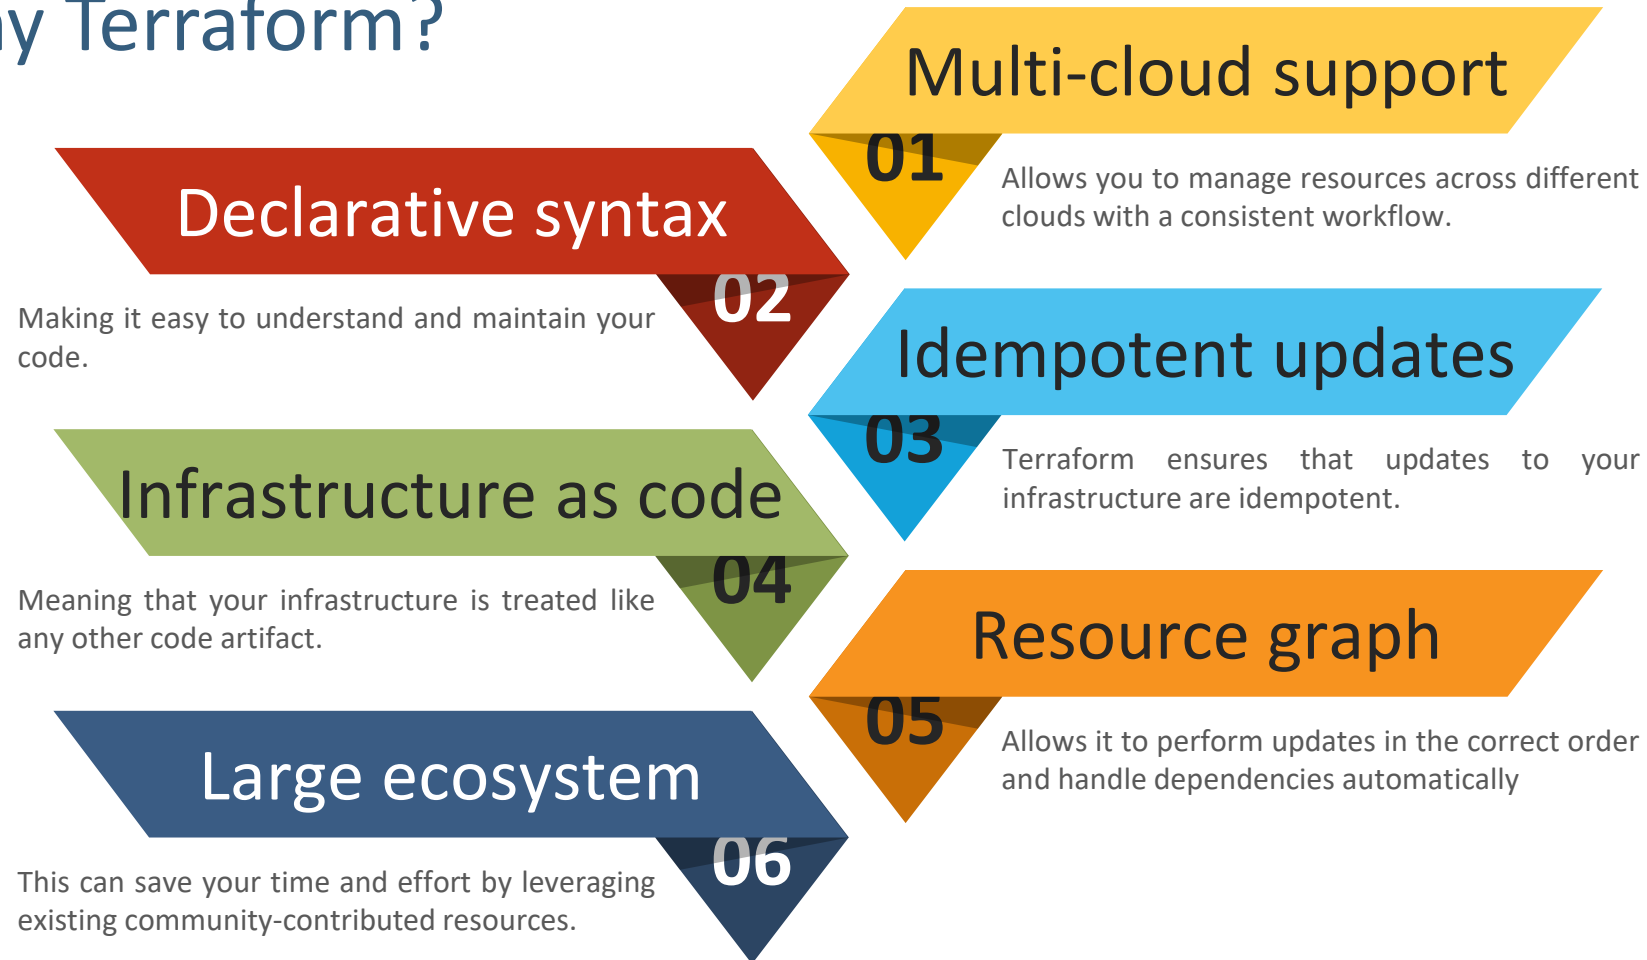 y Terraform?
Multi-cloud support
01
Allows you to manage resources across different
clouds with a consistent workflow.
Declarative syntax
02
Making it easy to understand and maintain your
code.
Idempotent updates
03
Terraform ensures that updates to your
infrastructure are idempotent.
Infrastructure as code
04
Meaning that your infrastructure is treated like
any other code artifact.
Resource graph
05
Allows it to perform updates in the correct order
and handle dependencies automatically
Large ecosystem
06
This can save your time and effort by leveraging
existing community-contributed resources.